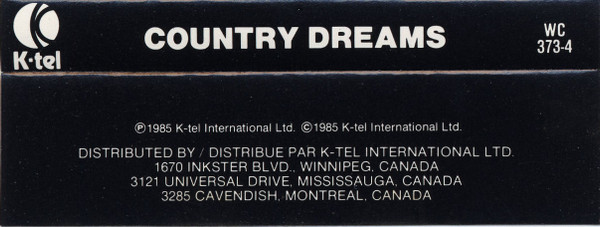 K-tel
COUNTRY DREAMS
WC
373-4
℗1985 K-tel International Ltd. ©1985 K-tel International Ltd.
DISTRIBUTED BY / DISTRIBUE PAR K-TEL INTERNATIONAL LTD.
1670 INKSTER BLVD., WINNIPEG, CANADA
3121 UNIVERSAL DRIVE, MISSISSAUGA, CANADA
3285 CAVENDISH, MONTREAL, CANADA